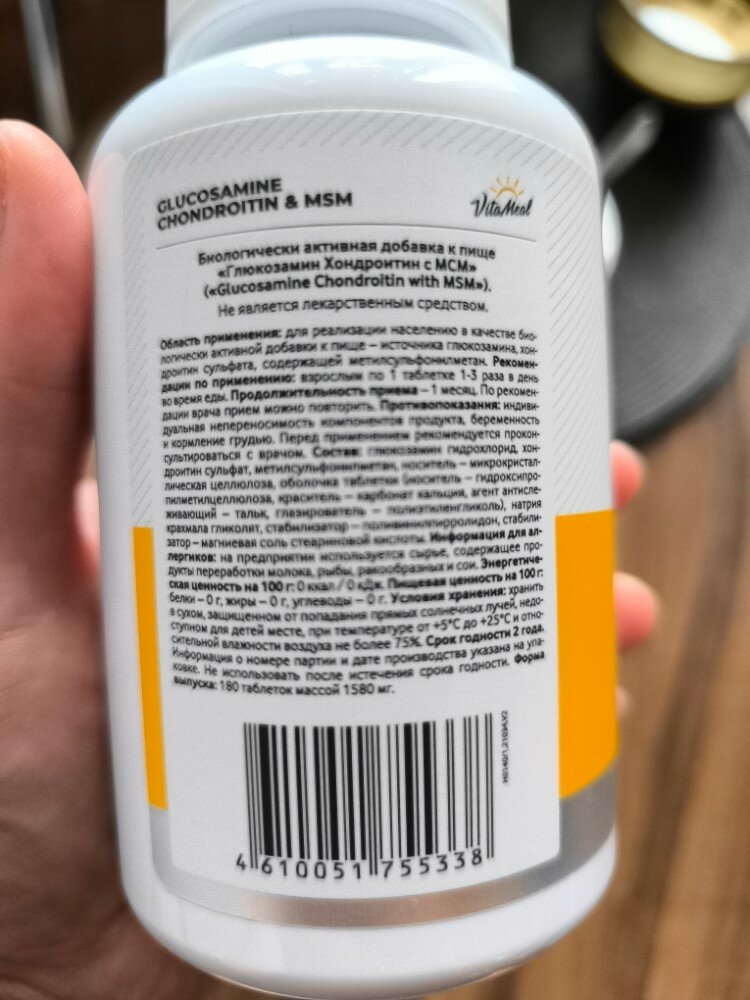 GLUCOSAMINE
CHONDROITIN & MSM
VitaMeal
Биологически активная добавка к пище
«Глюкозамин Хондроитин с МСМ»
(«Glucosamine Chondroitin with MSM»).
Не является лекарственным средством.
Область применения: для реализации населению в качестве био-
логически активной добавки к пище – источника глюкозамина, хон-
дроитин сульфата, содержащей метилсульфонилметан. Рекомен-
дации по применению: взрослым по 1 таблетке 1-3 раза в день
во время еды. Продолжительность приема – 1 месяц. По рекомен-
дации врача прием можно повторить. Противопоказания: индиви-
дуальная непереносимость компонентов продукта, беременность
и кормление грудью. Перед применением рекомендуется прокон-
сультироваться с врачом. Состав: глюкозамин гидрохлорид, хон-
дроитин сульфат, метилсульфонилметан, носитель – микрокристал-
лическая целлюлоза, оболочка таблетки (носитель – гидроксипро-
пилметилцеллюлоза, краситель – карбонат кальция, агент антисле-
живающий – тальк, глазирователь – полиэтиленгликоль), натрия
крахмала гликолят, стабилизатор – поливинилпирролидон, стабили-
затор – магниевая соль стеариновой кислоты. Информация для ал-
лергиков: на предприятии используется сырье, содержащее про-
дукты переработки молока, рыбы, ракообразных и сои. Энергетиче-
ская ценность на 100 г: 0 ккал / 0 кДж. Пищевая ценность на 100 г:
белки – 0 г, жиры – 0 г, углеводы – 0 г. Условия хранения: хранить
в сухом, защищенном от попадания прямых солнечных лучей, недо-
ступном для детей месте, при температуре от +5°С до +25°С и отно-
сительной влажности воздуха не более 75%. Срок годности 2 года.
Информация о номере партии и дате производства указана на упа-
ковке. Не использовать после истечения срока годности. Форма
выпуска: 180 таблеток массой 1580 мг.
H0140/1.21034.V2
4 610051 755338